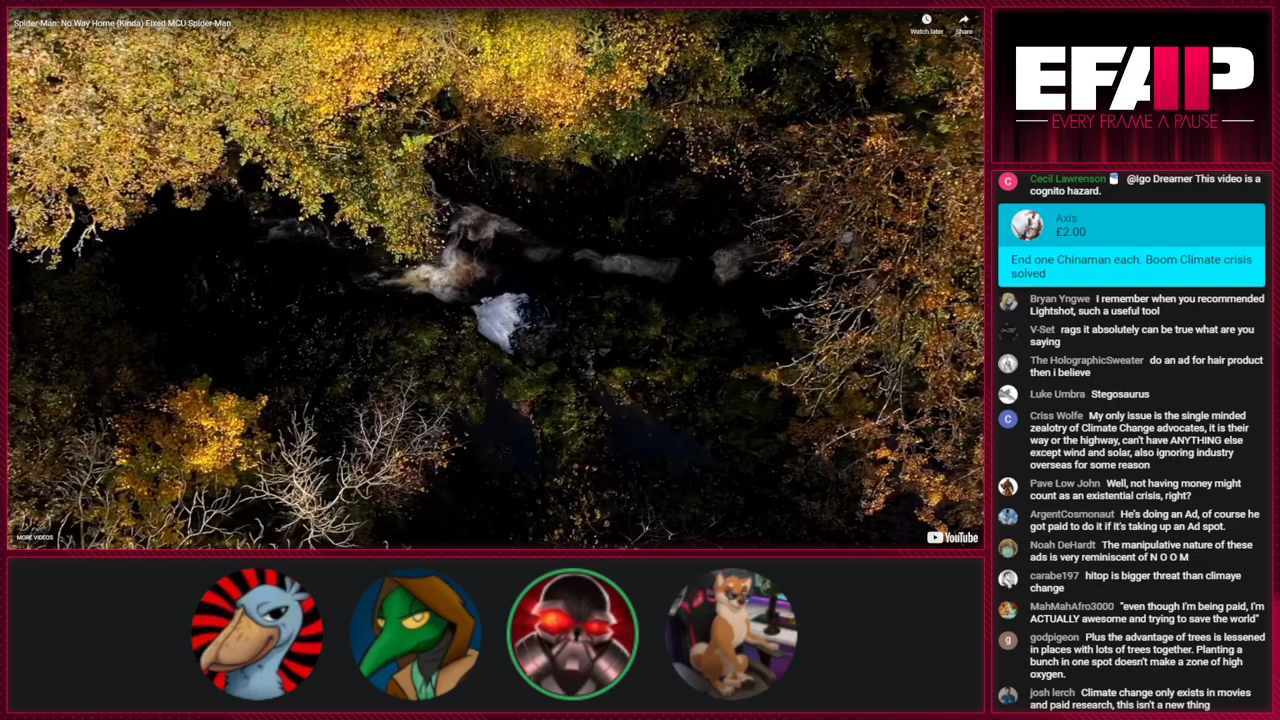 Spider-Man: No Way Home (Kinda) Fixed MCU Spider-Man
Watch later
Share
MORE VIDEOS
YouTube
EFAP
EVERY FRAME A PAUSE
C
Cecil Lawrenson @Igo Dreamer This video is a
cognito hazard.
Axis
£2.00
End one Chinaman each. Boom Climate crisis
solved
Bryan Yngwe I remember when you recommended
Lightshot, such a useful tool
V-Set rags it absolutely can be true what are you
saying
The HolographicSweater do an ad for hair product
then i believe
Luke Umbra Stegosaurus
C
Criss Wolfe My only issue is the single minded
zealotry of Climate Change advocates, it is their
way or the highway, can't have ANYTHING else
except wind and solar, also ignoring industry
overseas for some reason
Pave Low John Well, not having money might
count as an existential crisis, right?
ArgentCosmonaut He's doing an Ad, of course he
got paid to do it if it's taking up an Ad spot.
Noah DeHardt The manipulative nature of these
ads is very reminiscent of N O O M
carabe197 hitop is bigger threat than climaye
change
MahMahAfro3000 "even though I'm being paid, I'm
ACTUALLY awesome and trying to save the world"
g
godpigeon Plus the advantage of trees is lessened
in places with lots of trees together. Planting a
bunch in one spot doesn't make a zone of high
oxygen.
josh lerch Climate change only exists in movies
and paid research, this isn't a new thing